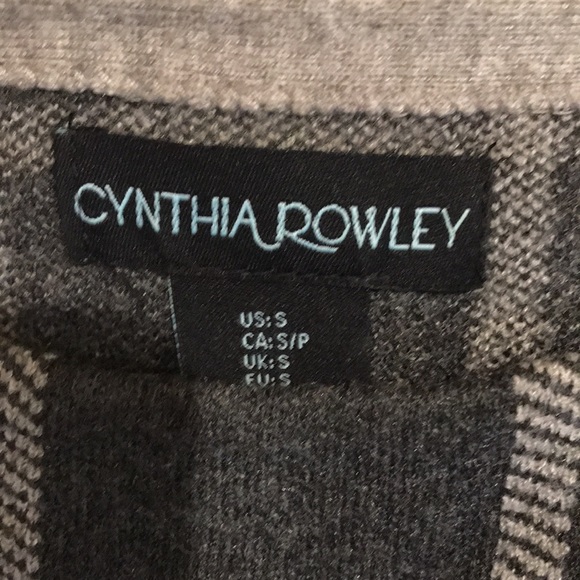 CYNTHIA ROWLEY
US: S
CA: S/P
UK: S
EU: S